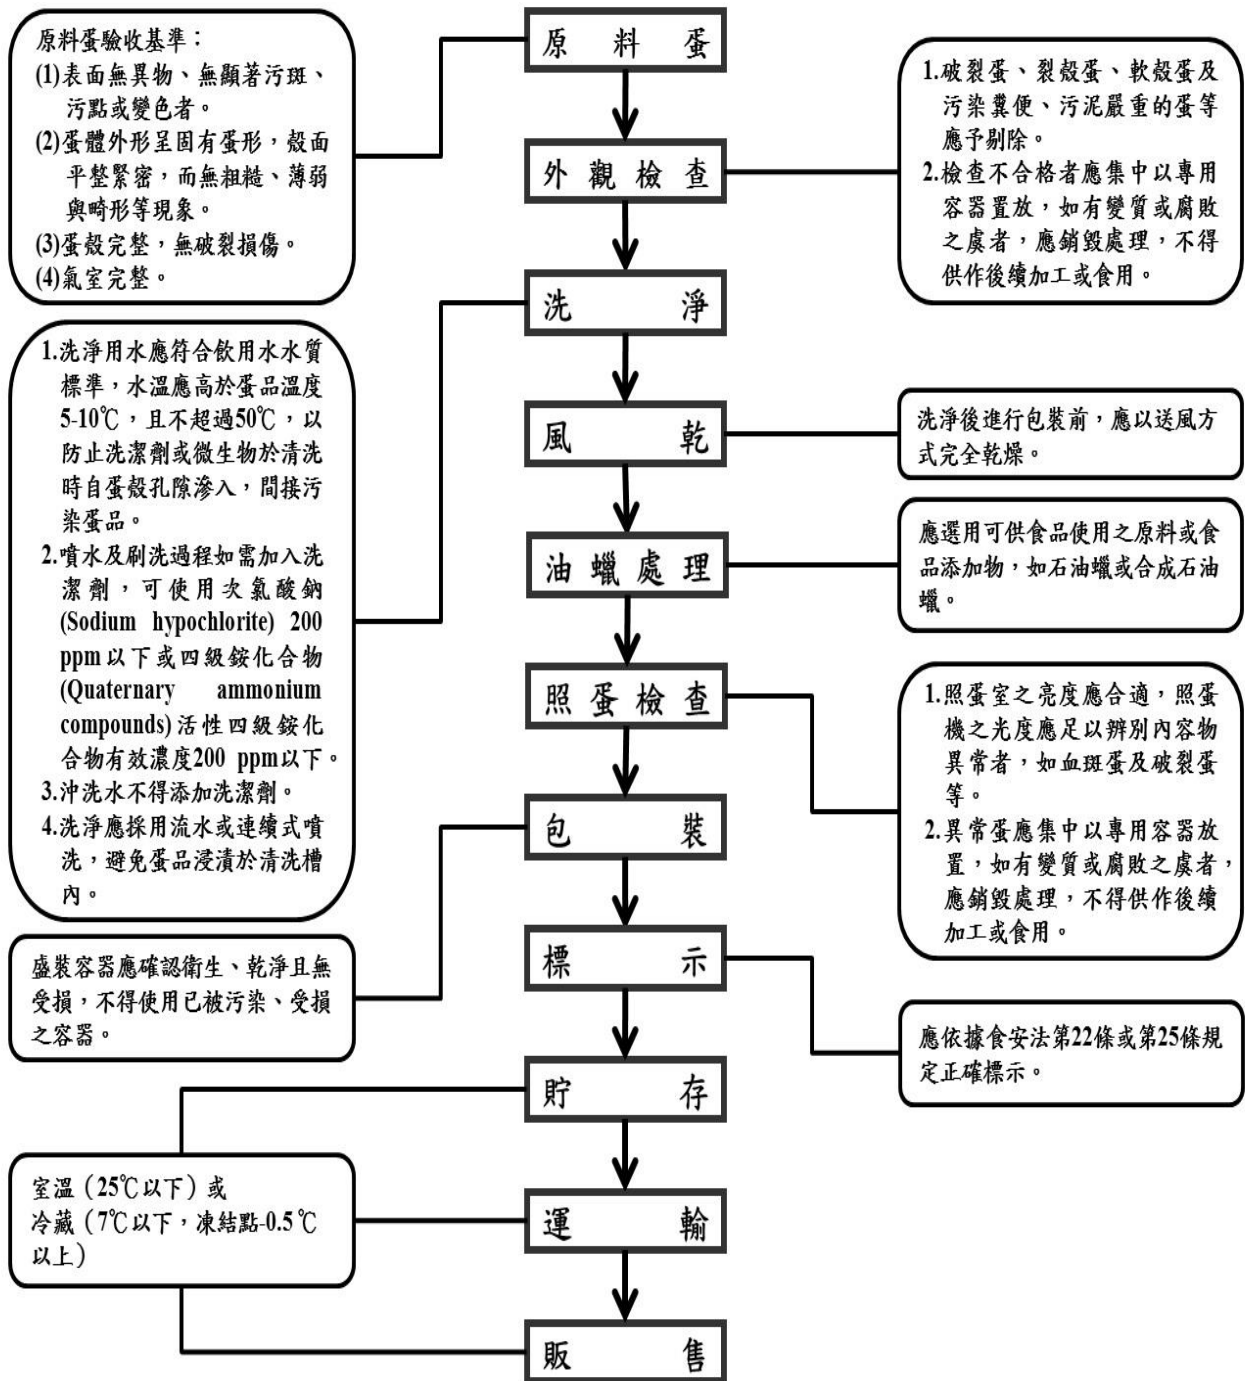 原料蛋
原料蛋驗收基準：
(1)表面無異物、無顯著污斑、
污點或變色者。
(2)蛋體外形呈固有蛋形，殼面
平整緊密，而無粗糙、薄弱
與畸形等現象。
(3)蛋殼完整，無破裂損傷。
(4)氣室完整。
外觀檢查
1.破裂蛋、裂殼蛋、軟殼蛋及
污染糞便、污泥嚴重的蛋等
應予剔除。
2.檢查不合格者應集中以專用
容器置放，如有變質或腐敗
之虞者，應銷毀處理，不得
供作後續加工或食用。
洗淨
1.洗淨用水應符合飲用水水質
標準，水溫應高於蛋品溫度
5-10℃，且不超過50℃，以
防止洗潔劑或微生物於清洗
時自蛋殼孔隙滲入，間接污
染蛋品。
2.噴水及刷洗過程如需加入洗
潔劑，可使用次氯酸鈉
(Sodium hypochlorite) 200
ppm以下或四級銨化合物
(Quaternary ammonium
compounds)活性四級銨化
合物有效濃度200 ppm以下。
3.沖洗水不得添加洗潔劑。
4.洗淨應採用流水或連續式噴
洗，避免蛋品浸漬於清洗槽
內。
風乾
洗淨後進行包裝前，應以送風方
式完全乾燥。
油蠟處理
應選用可供食品使用之原料或食
品添加物，如石油蠟或合成石油
蠟。
照蛋檢查
1.照蛋室之亮度應合適，照蛋
機之光度應足以辨別內容物
異常者，如血斑蛋及破裂蛋
等。
2.異常蛋應集中以專用容器放
置，如有變質或腐敗之虞者，
應銷毀處理，不得供作後續
加工或食用。
包裝
盛裝容器應確認衛生、乾淨且無
受損，不得使用已被污染、受損
之容器。
標示
應依據食安法第22條或第25條規
定正確標示。
貯存
室溫（25℃以下）或
冷藏（7℃以下，凍結點-0.5℃
以上）
運輸
販售